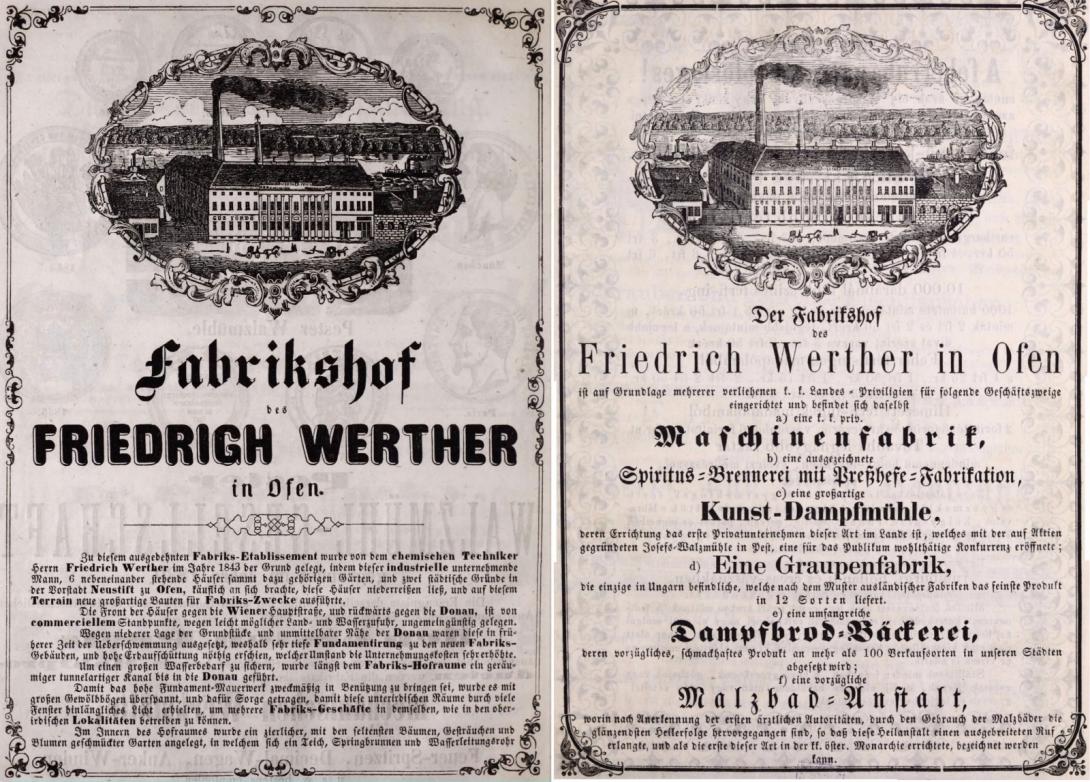 Fabrikshof
des
FRIEDRICH WERTHER
in Ofen.
Zu diesem ausgedehnten Fabriks-Etablissement wurde von dem chemischen Techniker
Herrn Friedrich Werther im Jahre 1843 der Grund gelegt, indem dieser industrielle unternehmende
Mann, 6 nebeneinander stehende Häuser sammt dazu gehörigen Gärten, und zwei städtische Gründe in
der Vorstadt Neustift zu Ofen, käuflich an sich brachte, diese Häuser niederreißen ließ, und auf diesem
Terrain neue großartige Bauten für Fabriks-Zwecke ausführte.
Die Front der Häuser gegen die Wiener Hauptstraße, und rückwärts gegen die Donau, ist von
commerciellem Standpunkte, wegen leicht möglicher Land- und Wasserzufuhr, ungemein günstig gelegen.
Wegen niederer Lage der Grundstücke und unmittelbarer Nähe der Donau waren diese in frü-
herer Zeit der Ueberschwemmung ausgesetzt, weshalb sehr tiefe Fundamentirung zu den neuen Fabriks-
Gebäuden, und hohe Erdaufschüttung nöthig erschien, welcher Umstand die Unternehmungskosten sehr erhöhte.
Um einen großen Wasserbedarf zu sichern, wurde längst dem Fabriks-Hofraume ein geräu-
miger tunnelartiger Kanal bis in die Donau geführt.
Damit das hohe Fundament-Mauerwerk zweckmäßig in Benützung zu bringen sei, wurde es mit
großen Gewölbbögen überspannt, und dafür Sorge getragen, damit diese unterirdischen Räume durch viele
Fenster hinlängliches Licht erhielten, um mehrere Fabriks-Geschäfte in demselben, wie in den ober-
irdischen Lokalitäten betreiben zu können.
Im Innern des Hofraumes wurde ein zierlicher, mit den seltensten Bäumen, Gesträuchen und
Blumen geschmückter Garten angelegt, in welchem sich ein Teich, Springbrunnen und Wasserleitungsrohr
Der Fabrikshof
des
Friedrich Werther in Ofen
ist auf Grundlage mehrerer verliehenen k. k. Landes-Priviligien für folgende Geschäftszweige
eingerichtet und befindet sich daselbst
a) eine k. k. priv.
Maschinenfabrik,
b) eine ausgezeichnete
Spiritus-Brennerei mit Preßhefe-Fabrikation,
c) eine großartige
Kunst-Dampfmühle,
deren Errichtung das erste Privatunternehmen dieser Art im Lande ist, welches mit der auf Aktien
gegründeten Josefs-Walzmühle in Pest, eine für das Publikum wohlthätige Konkurrenz eröffnete;
d) Eine Graupenfabrik,
die einzige in Ungarn befindliche, welche nach dem Muster ausländischer Fabriken das feinste Produkt
in 12 Sorten liefert.
e) eine umfangreiche
Dampfbrod-Bäckerei,
deren vorzügliches, schmackhaftes Produkt an mehr als 100 Verkaufsorten in unseren Städten
abgesetzt wird;
f) eine vorzügliche
Malzbad-Anstalt,
worin nach Anerkennung der ersten ärztlichen Autoritäten, durch den Gebrauch der Malzbäder die
glänzendsten Heilerfolge hervorgegangen sind, so daß diese Heilanstalt einen ausgebreiteten Ruf
erlangte, und als die erste dieser Art in der kk. öster. Monarchie errichtete, bezeichnet werden
kann.